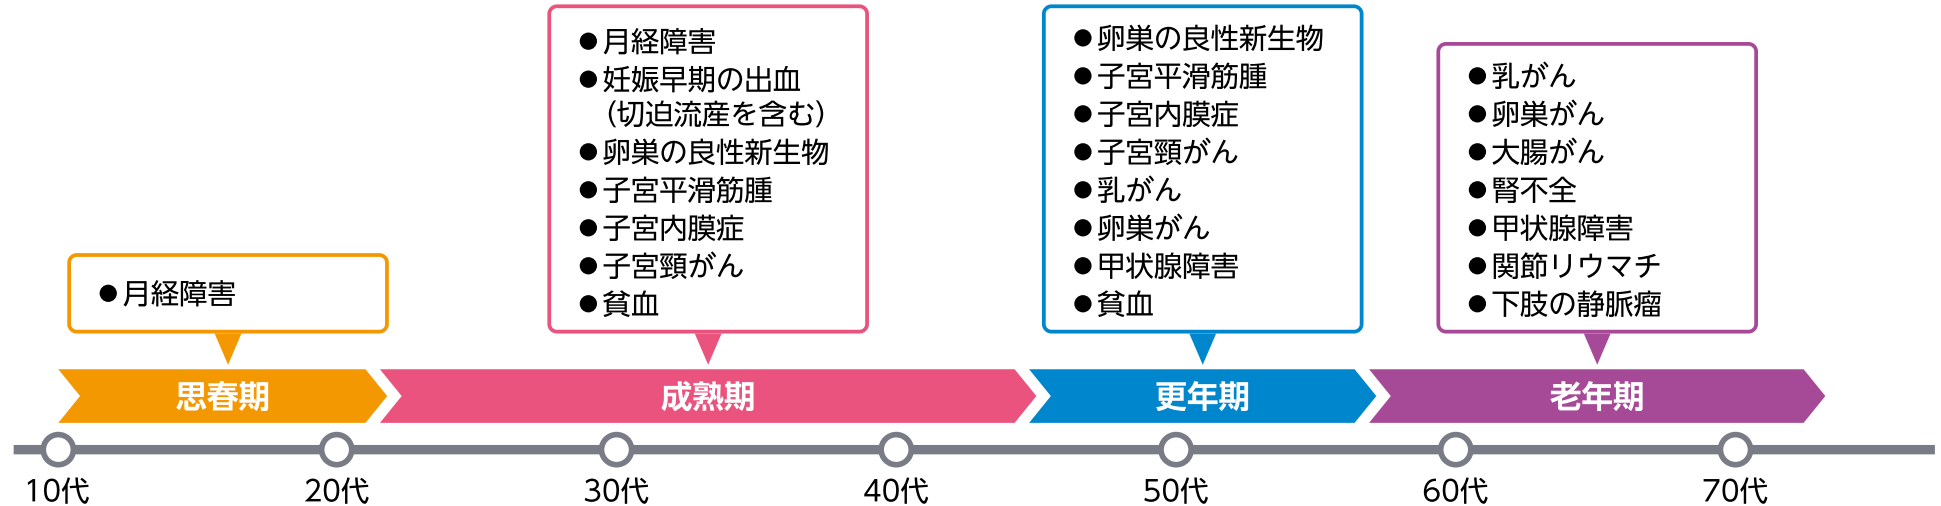 ●月経障害
●月経障害
●妊娠早期の出血
（切迫流産を含む）
●卵巣の良性新生物
●子宮平滑筋腫
●子宮内膜症
●子宮頸がん
●貧血
●卵巣の良性新生物
●子宮平滑筋腫
●子宮内膜症
●子宮頸がん
●乳がん
●卵巣がん
●甲状腺障害
●貧血
●乳がん
●卵巣がん
●大腸がん
●腎不全
●甲状腺障害
●関節リウマチ
●下肢の静脈瘤
思春期
成熟期
更年期
老年期
10代
20代
30代
40代
50代
60代
70代